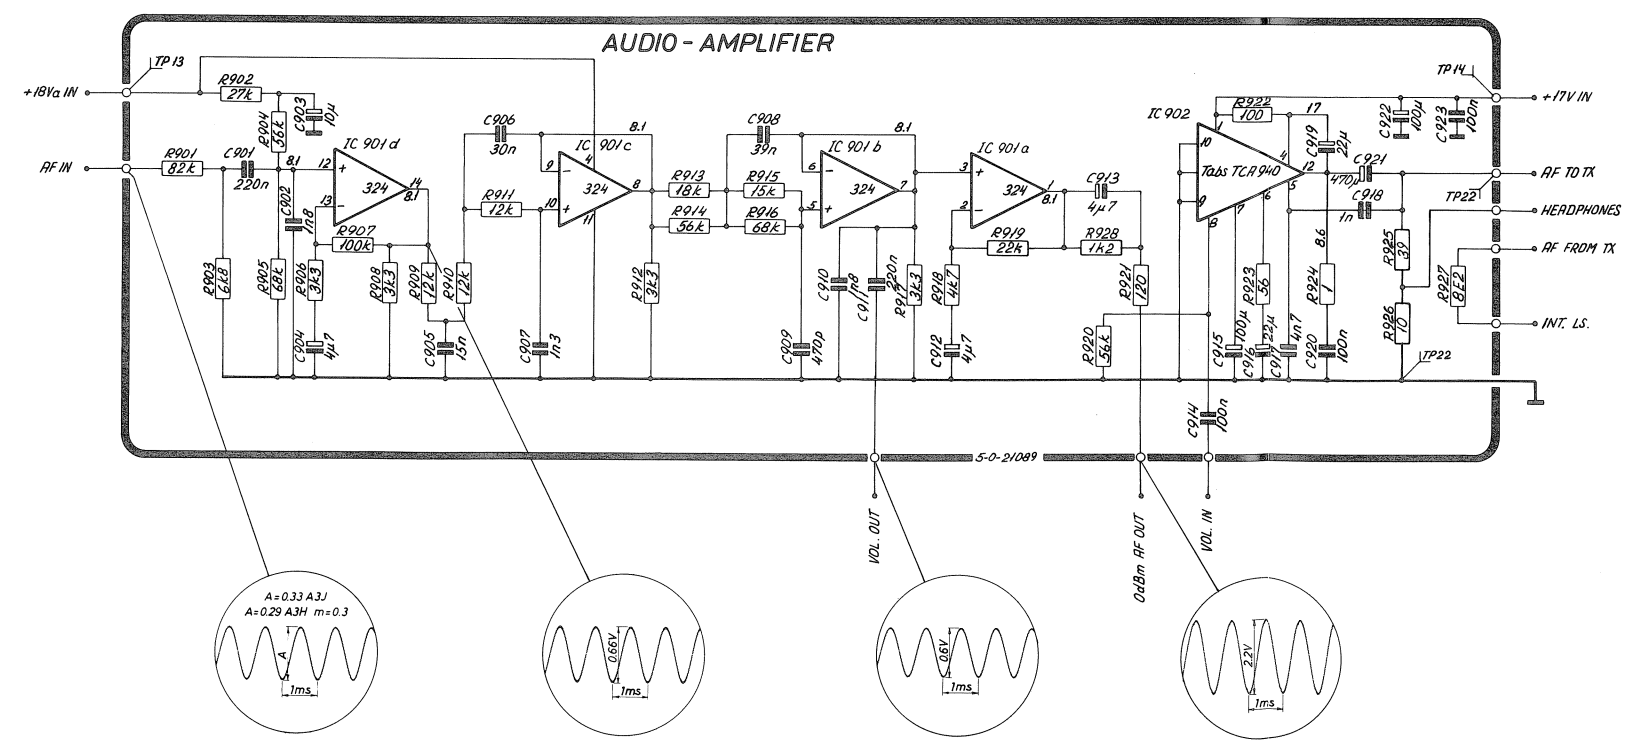 AUDIO-AMPLIFIER
+18Va IN
TP13
R902
27k
C903
10µ
R904
56k
AF IN
R901
82k
C901
220n
8.1
C902
1n8
12
+
13
−
IC 901d
324
14
8.1
R907
100k
R903
6k8
R905
68k
R906
3k3
R908
3k3
R909
12k
R910
12k
C904
4µ7
C905
15n
C906
30n
R911
12k
9
−
10
+
IC 901c
324
4
8
11
8.1
C907
1n3
R912
3k3
R913
18k
R914
56k
C908
39n
R915
15k
R916
68k
8.1
6
−
5
+
IC 901b
324
7
C909
470p
C910
1n8
C911
220n
R917
3k3
3
+
2
−
IC 901a
324
1
8.1
C913
4µ7
R919
22k
R928
1k2
R918
4k7
C912
4µ7
R921
120
R920
56k
IC 902
Tabs TCA 940
1
10
9
8
7
6
5
4
12
R922
100
17
C919
22µ
C921
470µ
C918
1n
8.6
C915
100µ
R923
56
C916
22µ
C917
4n7
R924
1
C920
100n
C922
100µ
C923
100n
TP14
+17V IN
AF TO TX
TP22
HEADPHONES
AF FROM TX
R925
39
R926
10
R927
8E2
INT. LS.
TP22
C914
100n
5-0-21089
VOL. OUT
0dBm AF OUT
VOL. IN
A=0.33 A3J
A=0.29 A3H m=0.3
A
1ms
0.66V
1ms
0.6V
1ms
2.2V
1ms